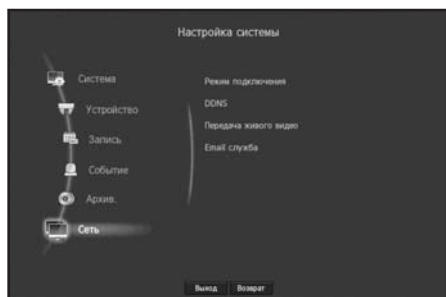 Настройка системы
Система
Устройство
Запись
Событие
Архив.
Сеть
Режим подключения
DDNS
Передача живого видео
Email служба
Выход Возврат